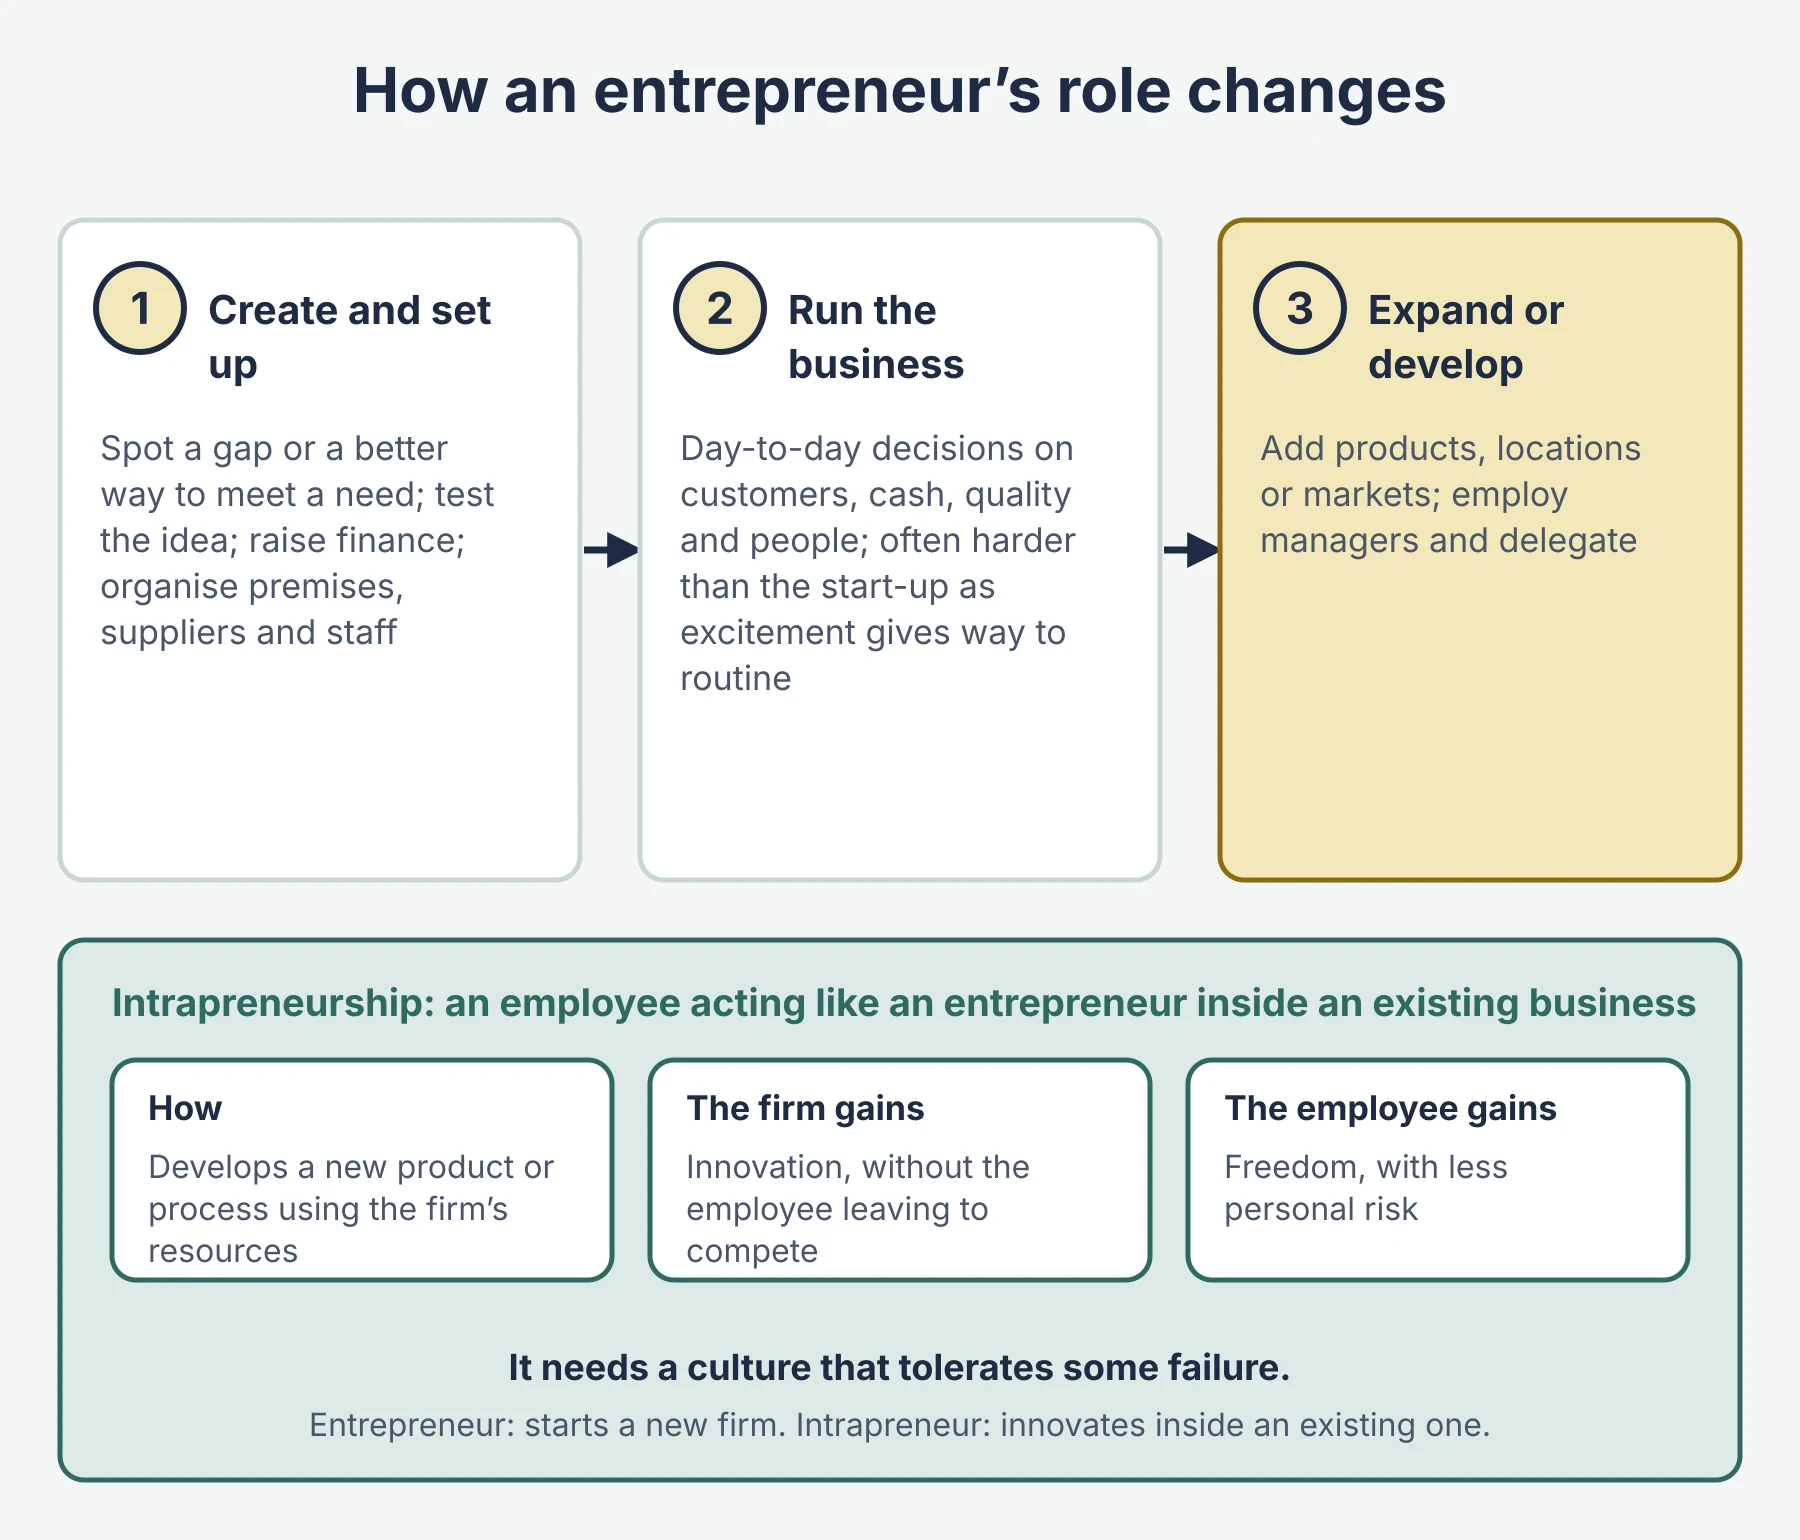 How an entrepreneur’s role changes
1
Create and set
up
Spot a gap or a better
way to meet a need; test
the idea; raise finance;
organise premises,
suppliers and staff
2
Run the
business
Day-to-day decisions on
customers, cash, quality
and people; often harder
than the start-up as
excitement gives way to
routine
3
Expand or
develop
Add products, locations
or markets; employ
managers and delegate
Intrapreneurship: an employee acting like an entrepreneur inside an existing business
How
Develops a new product or
process using the firm’s
resources
The firm gains
Innovation, without the
employee leaving to
compete
The employee gains
Freedom, with less
personal risk
It needs a culture that tolerates some failure.
Entrepreneur: starts a new firm. Intrapreneur: innovates inside an existing one.